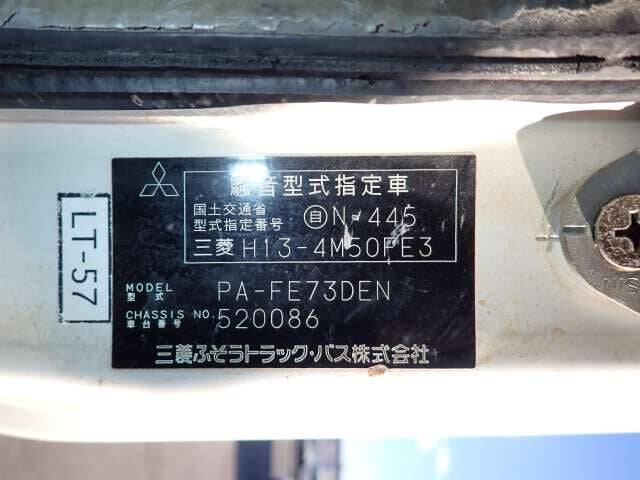 騒音型式指定車
国土交通省
型式指定番号
自 N-445
三菱 H13-4M50FE3
LT-57
MODEL
型式
PA-FE73DEN
CHASSIS NO.
車台番号
520086
三菱ふそうトラック・バス株式会社